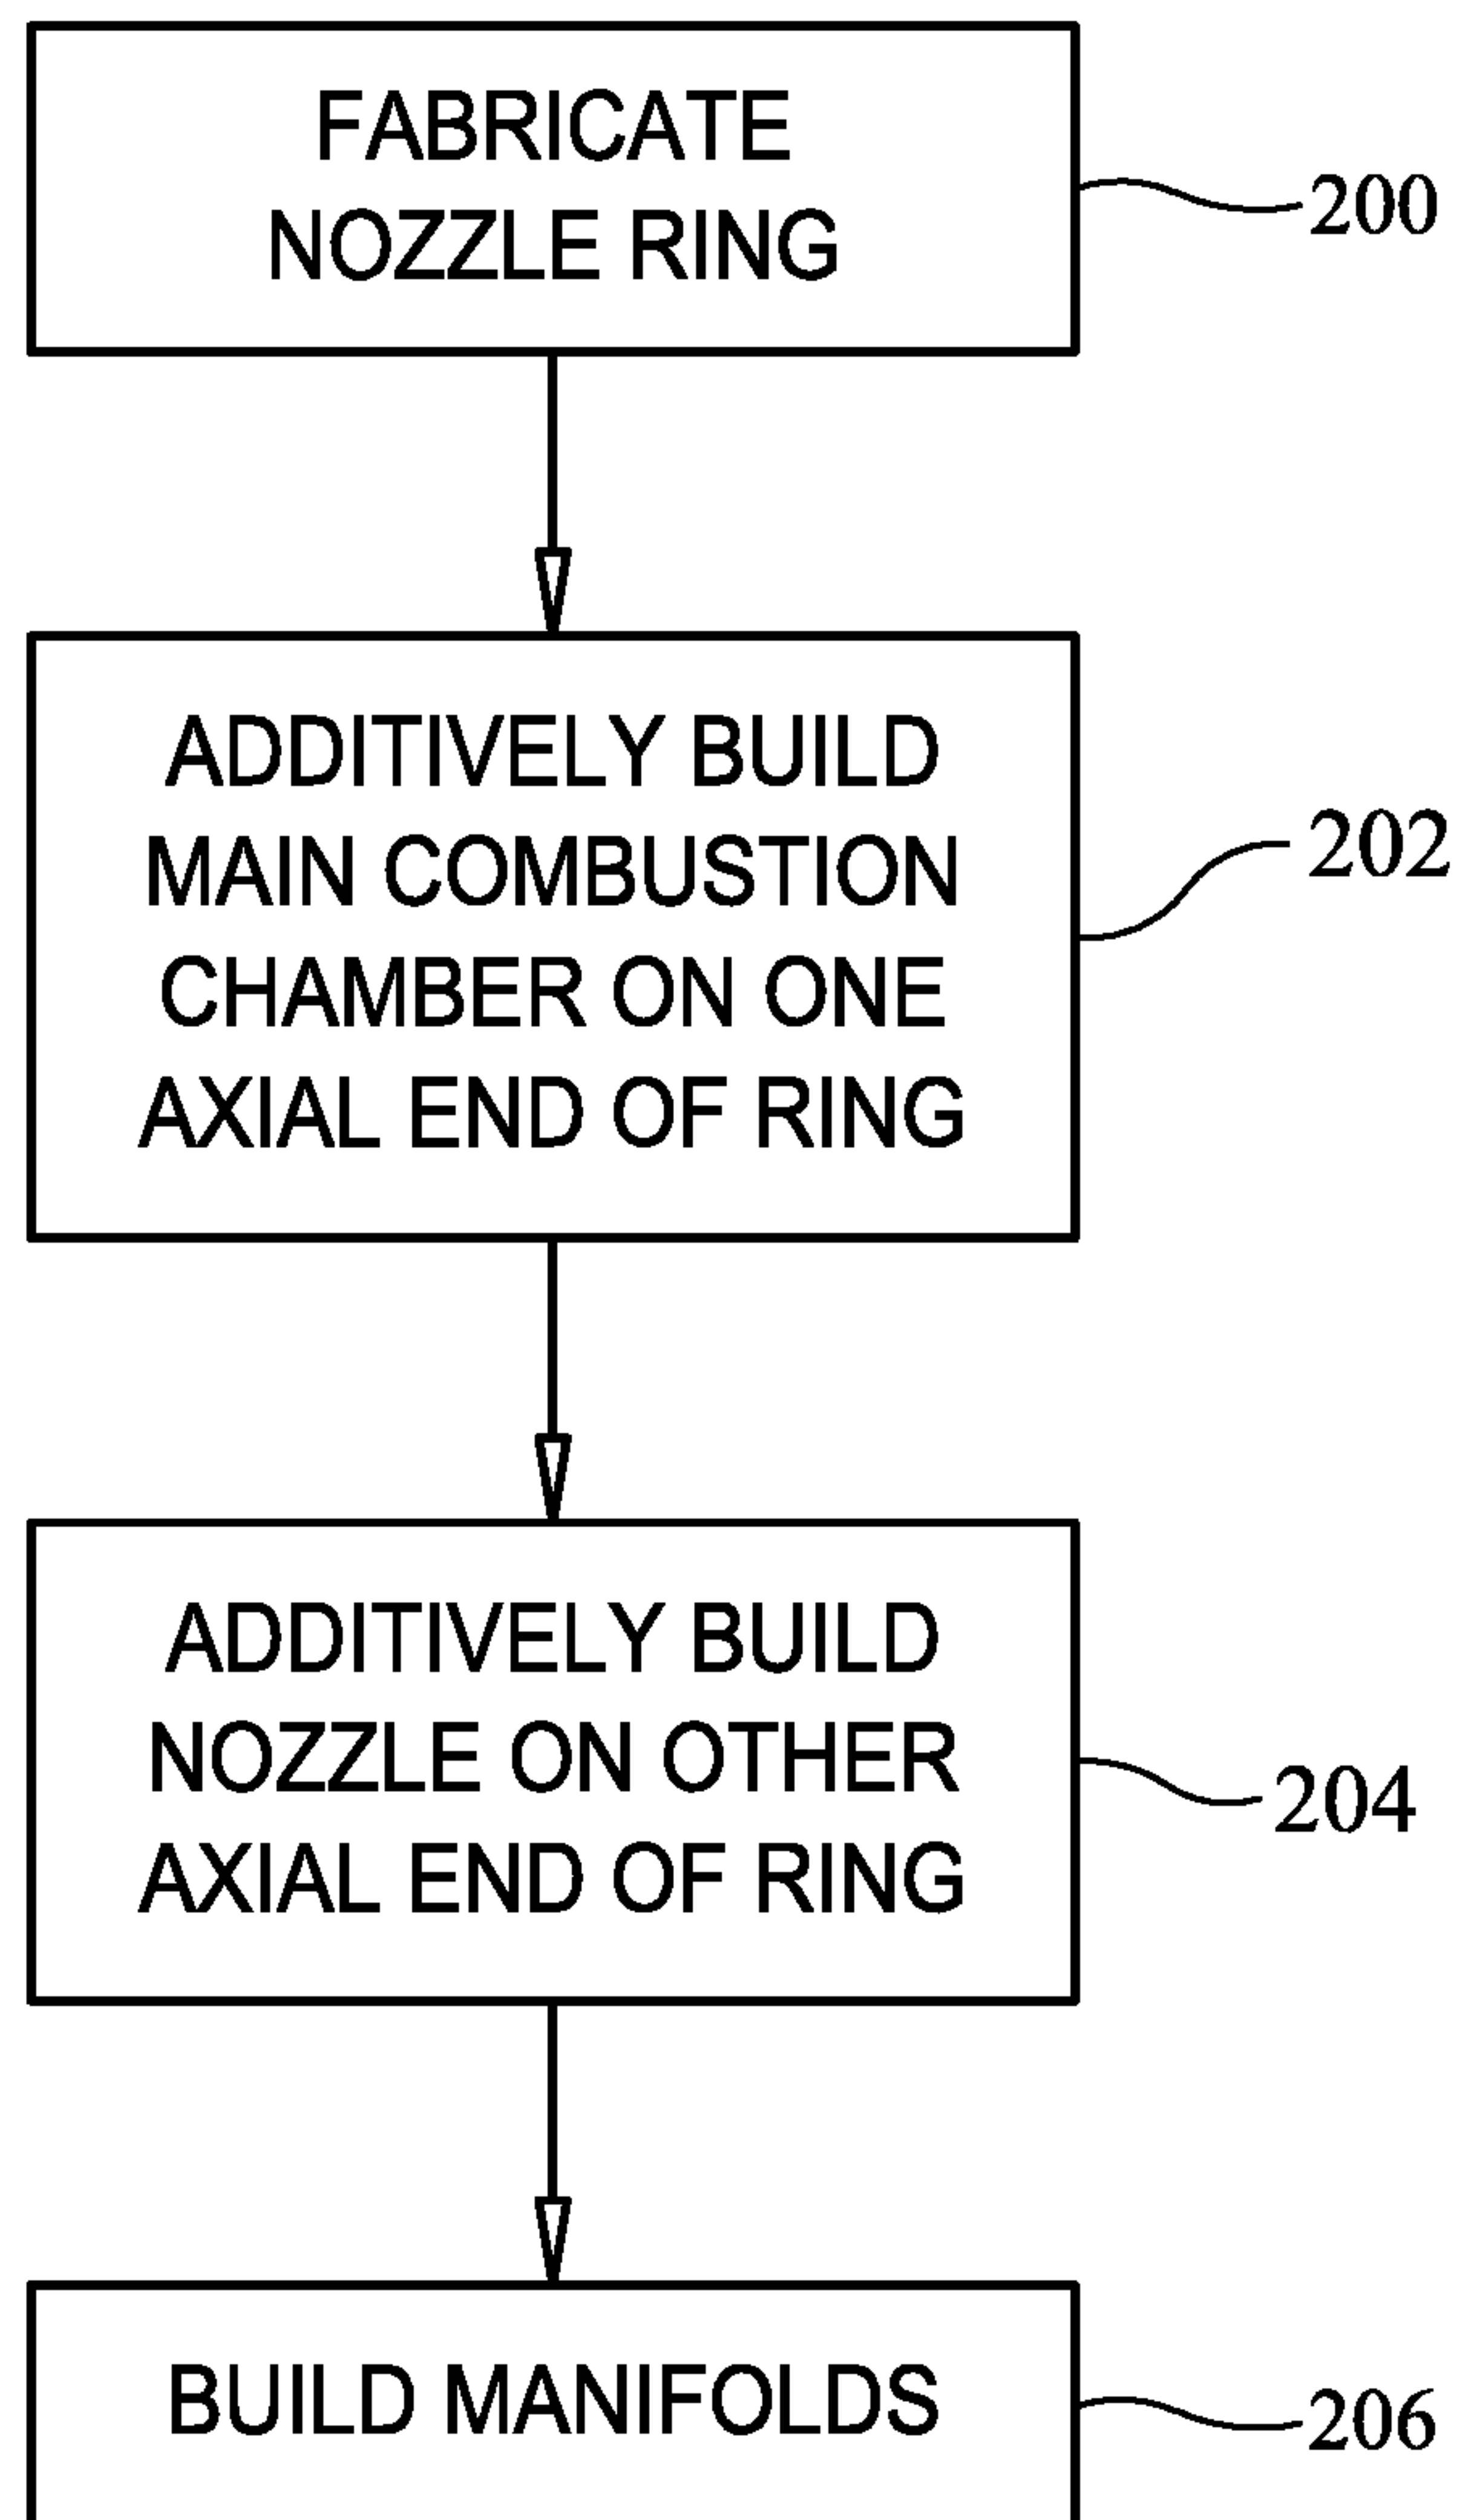 FABRICATE
NOZZLE RING
200
ADDITIVELY BUILD
MAIN COMBUSTION
CHAMBER ON ONE
AXIAL END OF RING
202
ADDITIVELY BUILD
NOZZLE ON OTHER
AXIAL END OF RING
204
BUILD MANIFOLDS
206